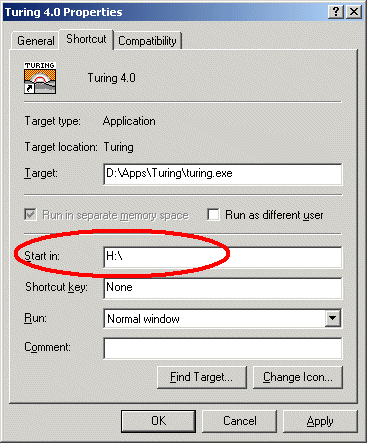 Turing 4.0 Properties
General Shortcut Compatibility
TURING
Turing 4.0
Target type: Application
Target location: Turing
Target: D:\Apps\Turing\turing.exe
Run in separate memory space Run as different user
Start in: H:\
Shortcut key: None
Run: Normal window
Comment:
Find Target... Change Icon...
OK Cancel Apply